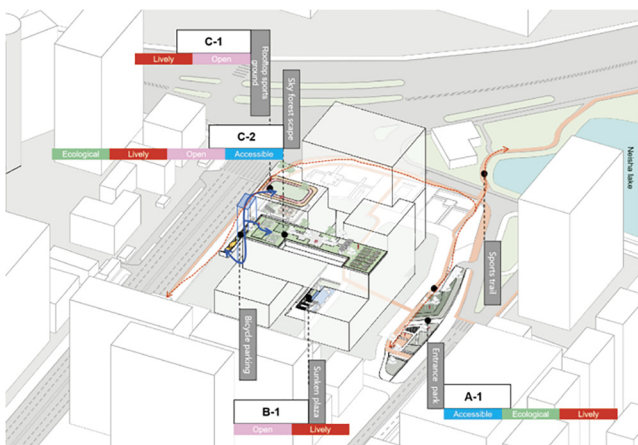 C-1
Lively
Open
Rooftop sports
ground
C-2
Sky forest scape
Ecological
Lively
Open
Accessible
Neisha lake
Sports trail
Bicycle parking
Sunken plaza
Entrance park
B-1
Open
Lively
A-1
Accessible
Ecological
Lively